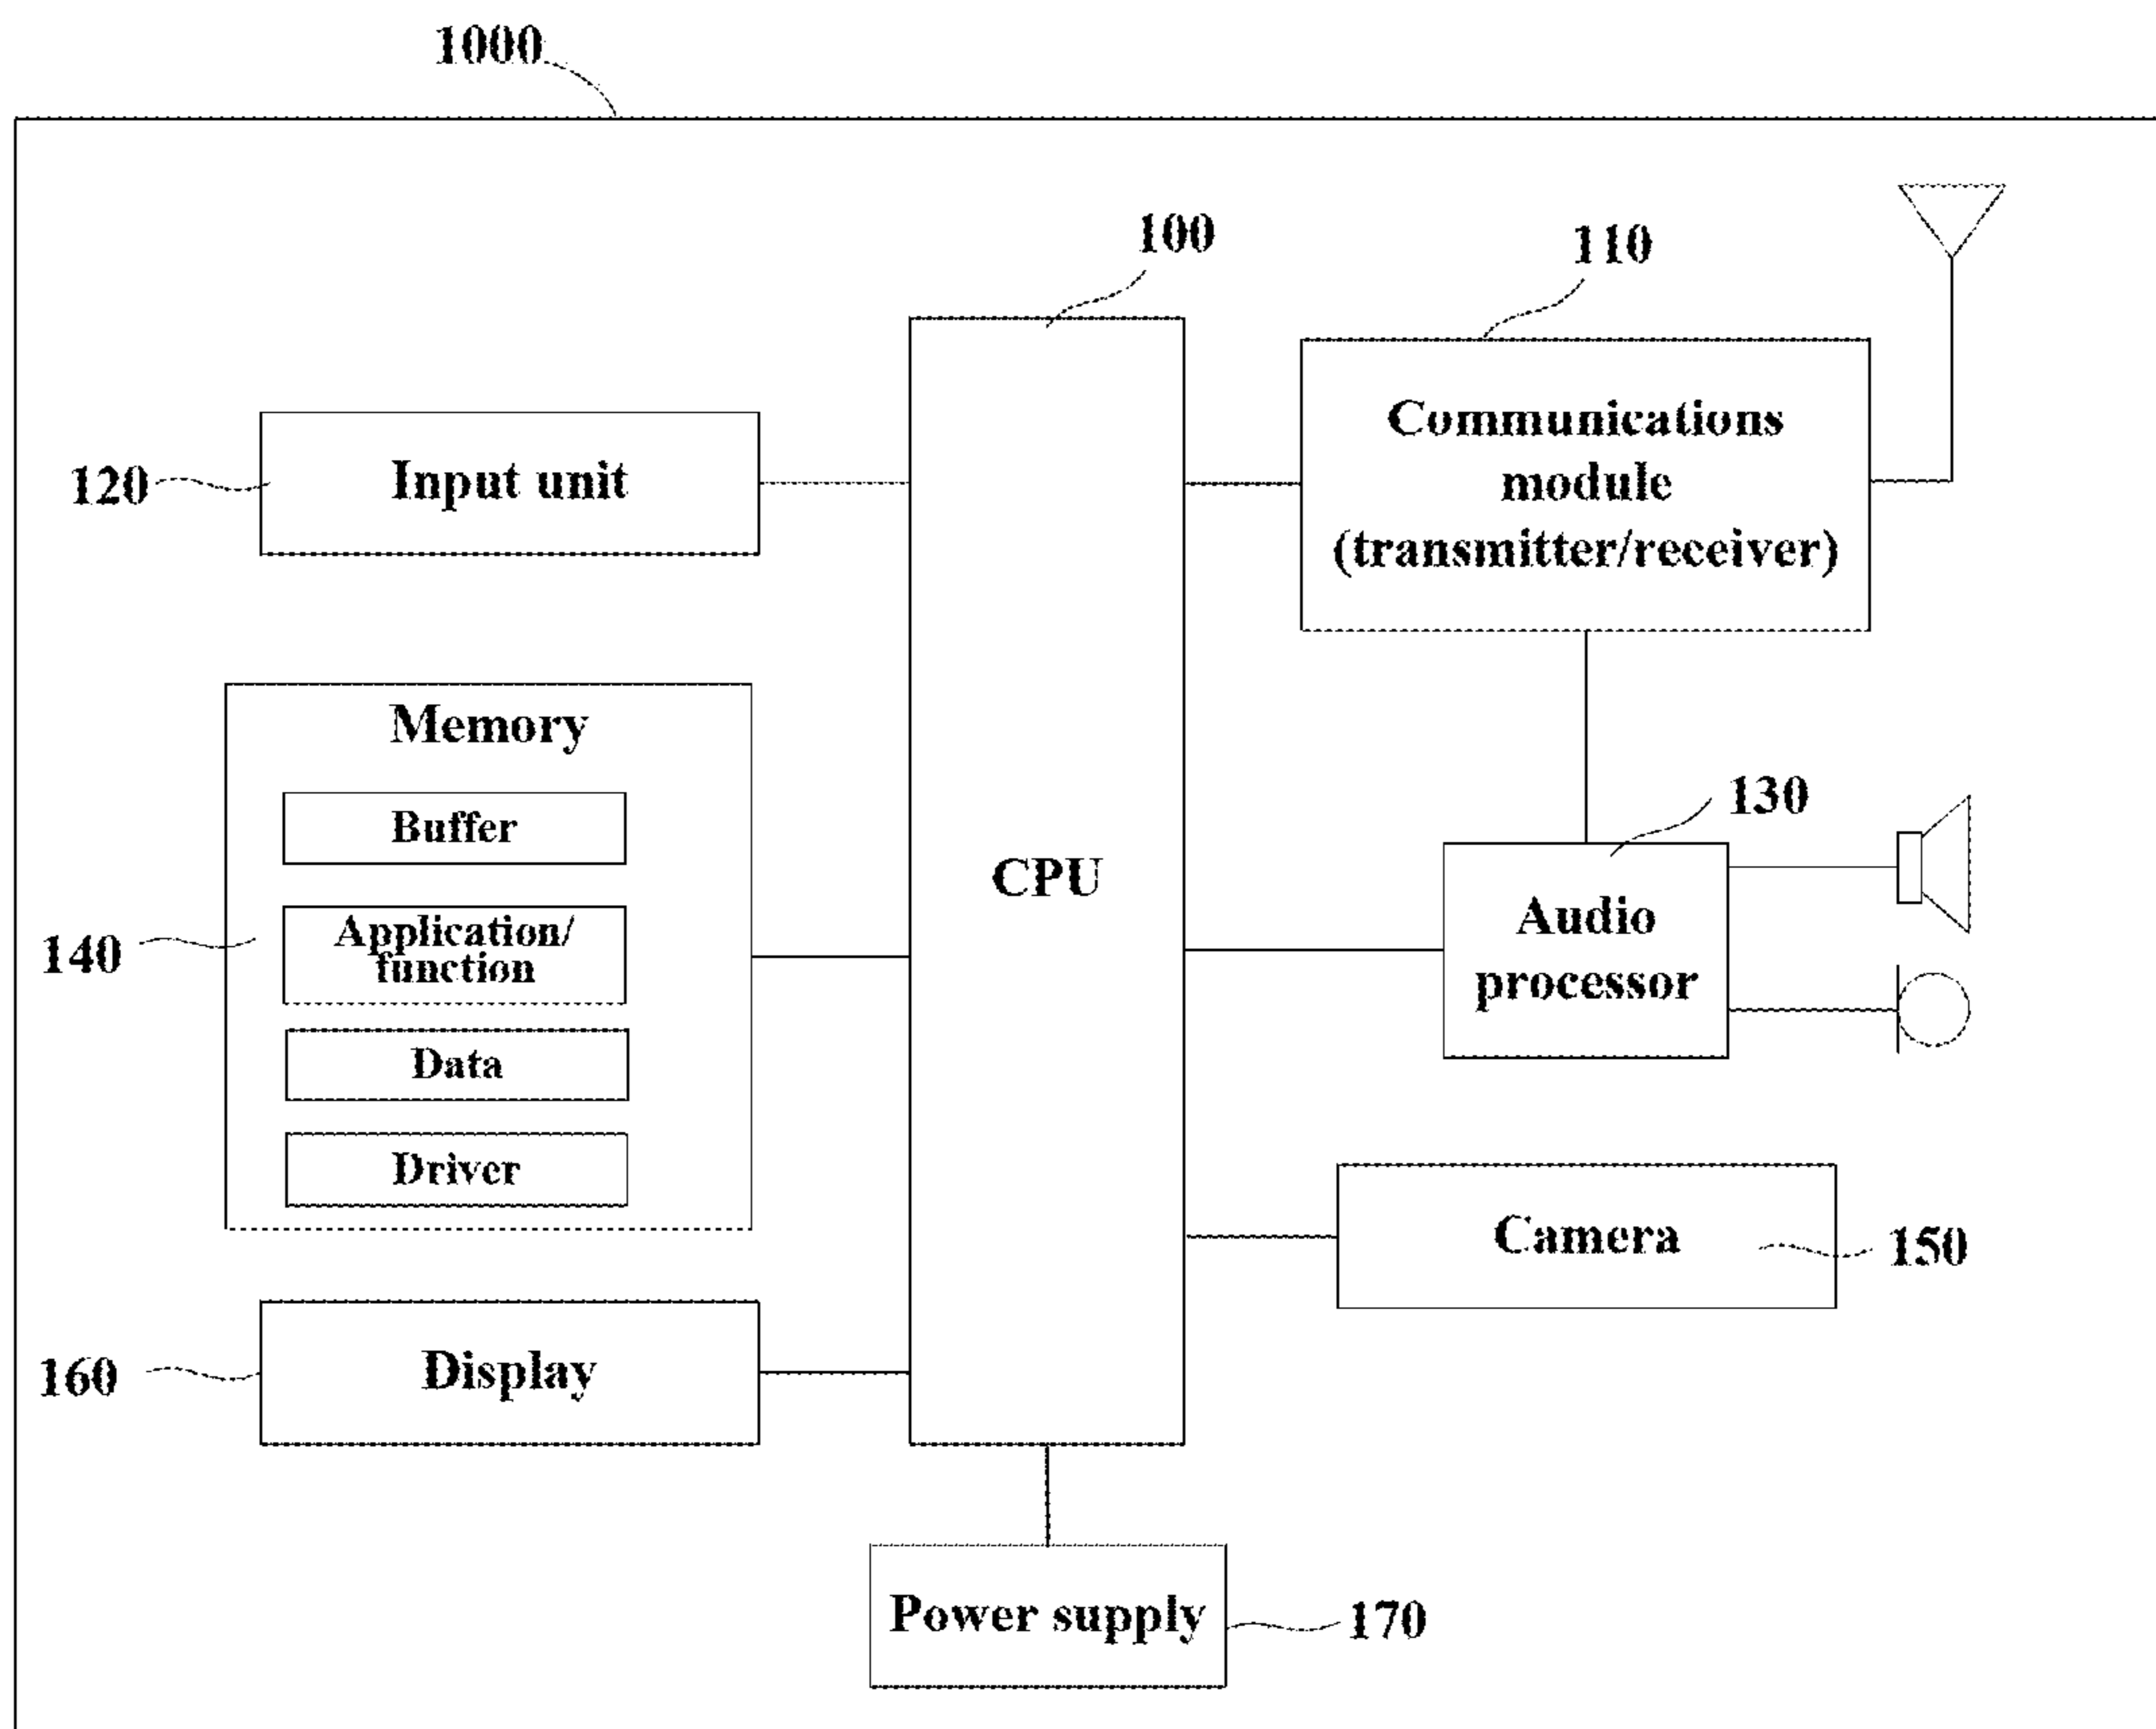 1000
100
110
Communications
module
(transmitter/receiver)
120
Input unit
Memory
Buffer
Application/
function
Data
Driver
140
CPU
130
Audio
processor
Camera
150
160
Display
Power supply
170